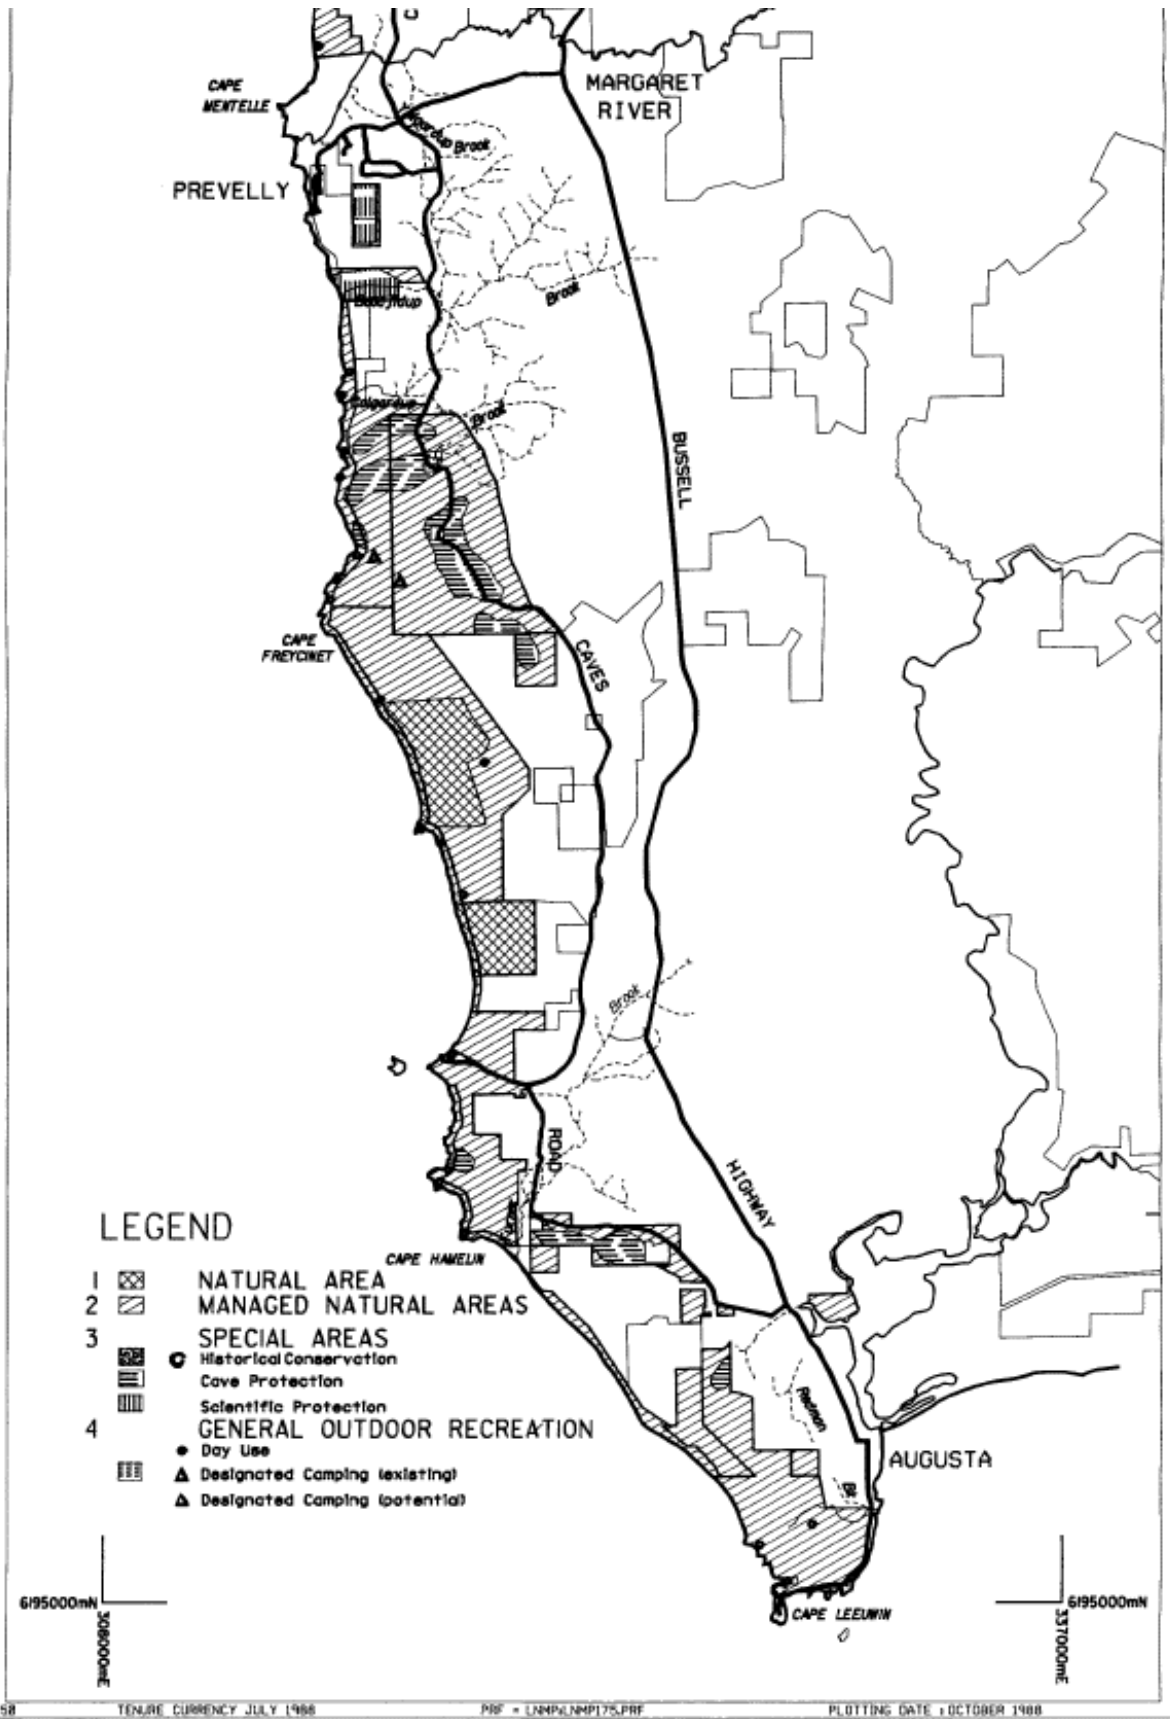 CAPE
MENTELLE
MARGARET
RIVER
Brook
PREVELLY
Brook
Brook
BUSSELL
CAPE
FREYCINET
CAVES
Brook
ROAD
HIGHWAY
CAPE HAMELIN
LEGEND
1 NATURAL AREA
2 MANAGED NATURAL AREAS
3 SPECIAL AREAS
Historical Conservation
Cave Protection
Scientific Protection
4 GENERAL OUTDOOR RECREATION
Day Use
Designated Camping (existing)
Designated Camping (potential)
AUGUSTA
CAPE LEEUWIN
6195000mN
6195000mN
308000mE
337000mE
TENURE CURRENCY JULY 1988
PLOTTING DATE : OCTOBER 1988